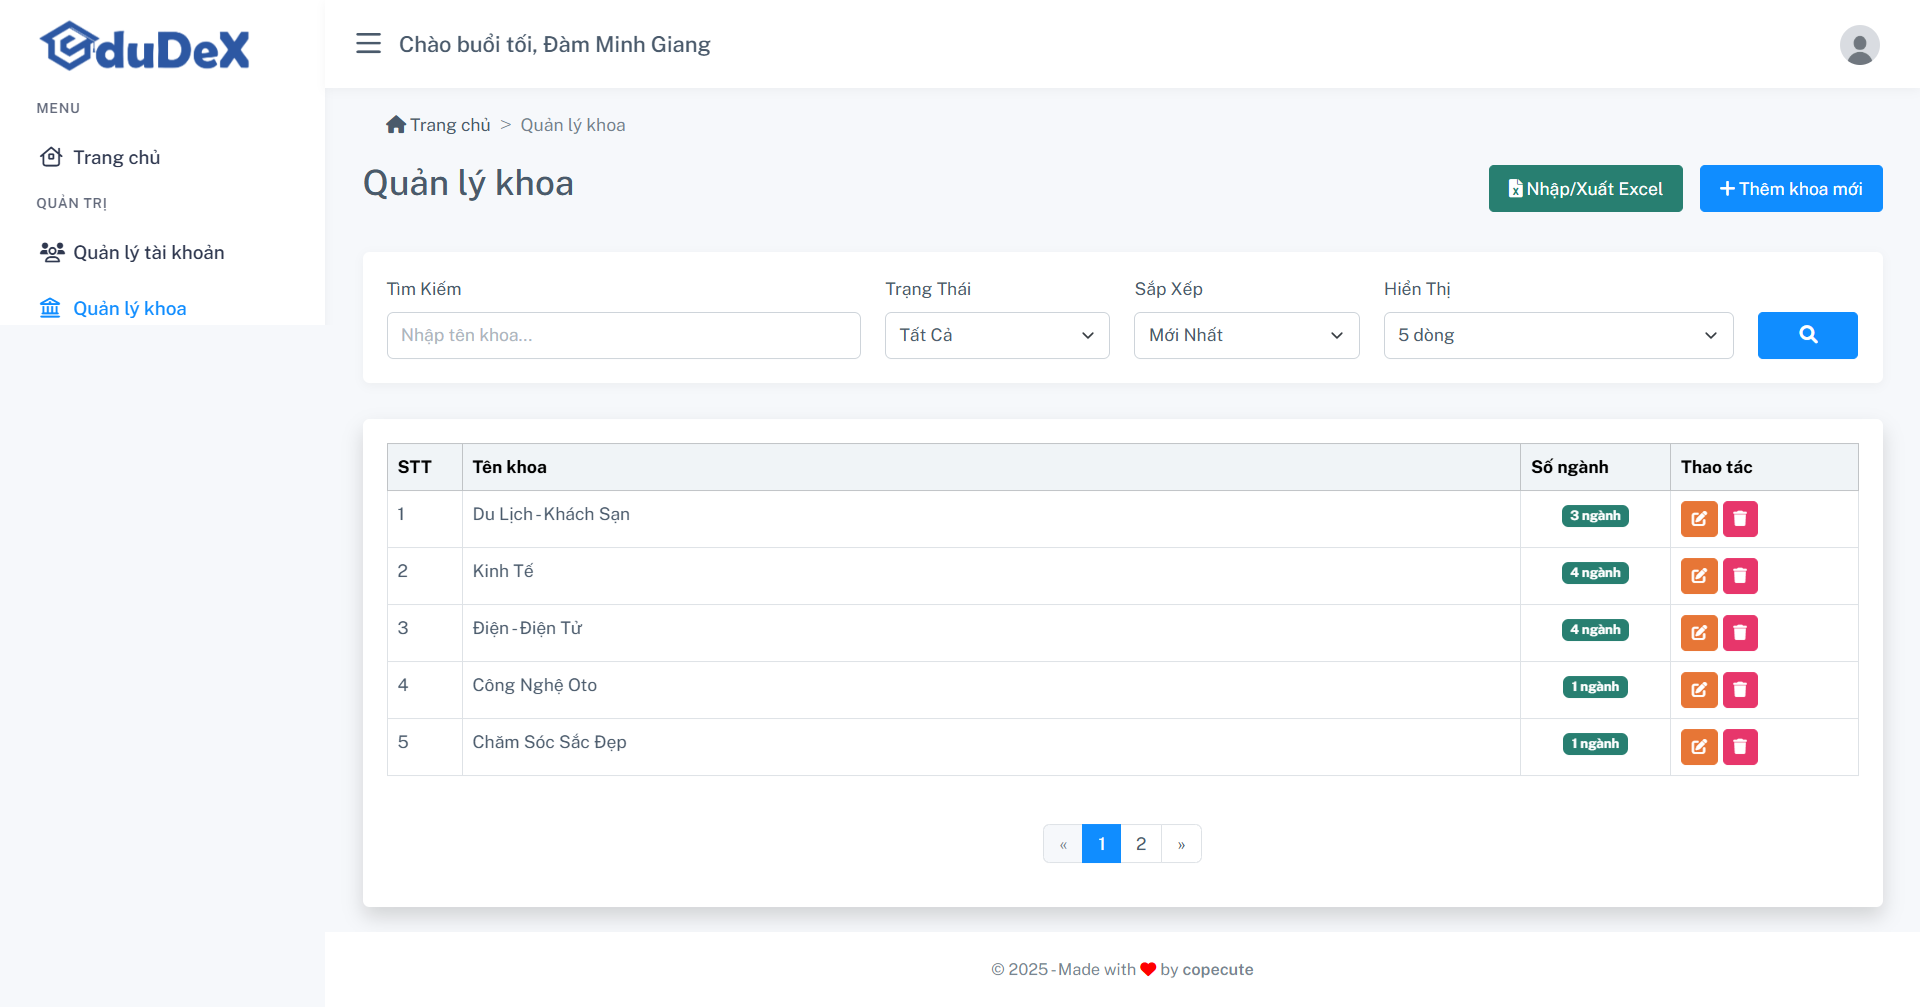 EduDeX
MENU
Trang chủ
QUẢN TRỊ
Quản lý tài khoản
Quản lý khoa
Chào buổi tối, Đàm Minh Giang
Trang chủ > Quản lý khoa
Quản lý khoa
Nhập/Xuất Excel
Thêm khoa mới
Tìm Kiếm
Trạng Thái
Sắp Xếp
Hiển Thị
Nhập tên khoa...
Tất Cả
Mới Nhất
5 dòng
STT Tên khoa Số ngành Thao tác
1 Du Lịch - Khách Sạn 3 ngành
2 Kinh Tế 4 ngành
3 Điện - Điện Tử 4 ngành
4 Công Nghệ Oto 1 ngành
5 Chăm Sóc Sắc Đẹp 1 ngành
« 1 2 »
© 2025 - Made with ❤ by copecute